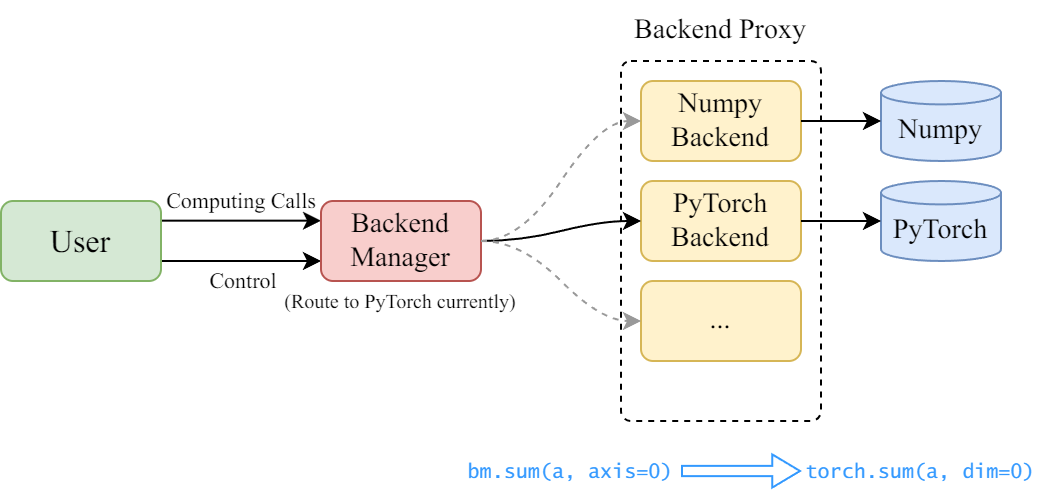 Backend Proxy
Numpy
Backend
Numpy
PyTorch
Backend
PyTorch
...
User
Computing Calls
Control
Backend
Manager
(Route to PyTorch currently)
bm.sum(a, axis=0)
torch.sum(a, dim=0)